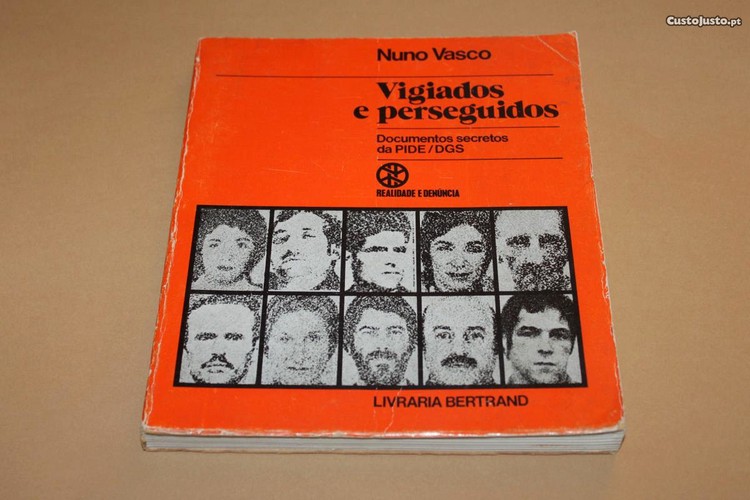 CustoJusto.pt
Nuno Vasco
Vigiados
e perseguidos
Documentos secretos
da PIDE/DGS
REALIDADE E DENÚNCIA
LIVRARIA BERTRAND